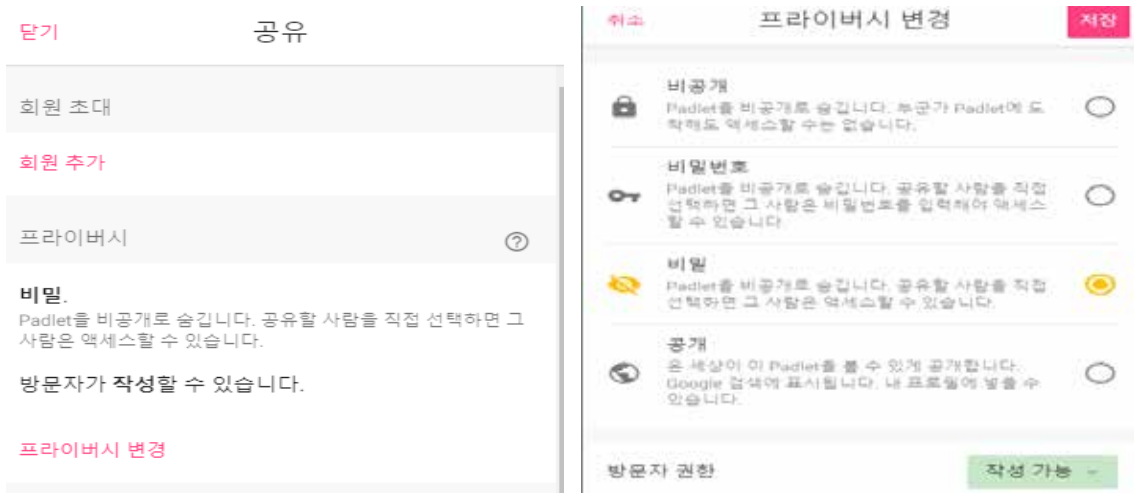 닫기
공유
회원 초대
회원 추가
프라이버시
비밀.
Padlet을 비공개로 숨깁니다. 공유할 사람을 직접 선택하면 그
사람은 액세스할 수 있습니다.
방문자가 작성할 수 있습니다.
프라이버시 변경
취소
프라이버시 변경
저장
비공개
Padlet을 비공개로 숨깁니다. 누군가 Padlet에 도
착해도 액세스할 수는 없습니다.
비밀번호
Padlet을 비공개로 숨깁니다. 공유할 사람을 직접
선택하면 그 사람은 비밀번호를 입력해야 액세스
할 수 있습니다.
비밀
Padlet을 비공개로 숨깁니다. 공유할 사람을 직접
선택하면 그 사람은 액세스할 수 있습니다.
공개
온 세상이 이 Padlet을 볼 수 있게 공개합니다.
Google 검색에 표시됩니다. 내 프로필에 넣을 수
있습니다.
방문자 권한
작성 가능